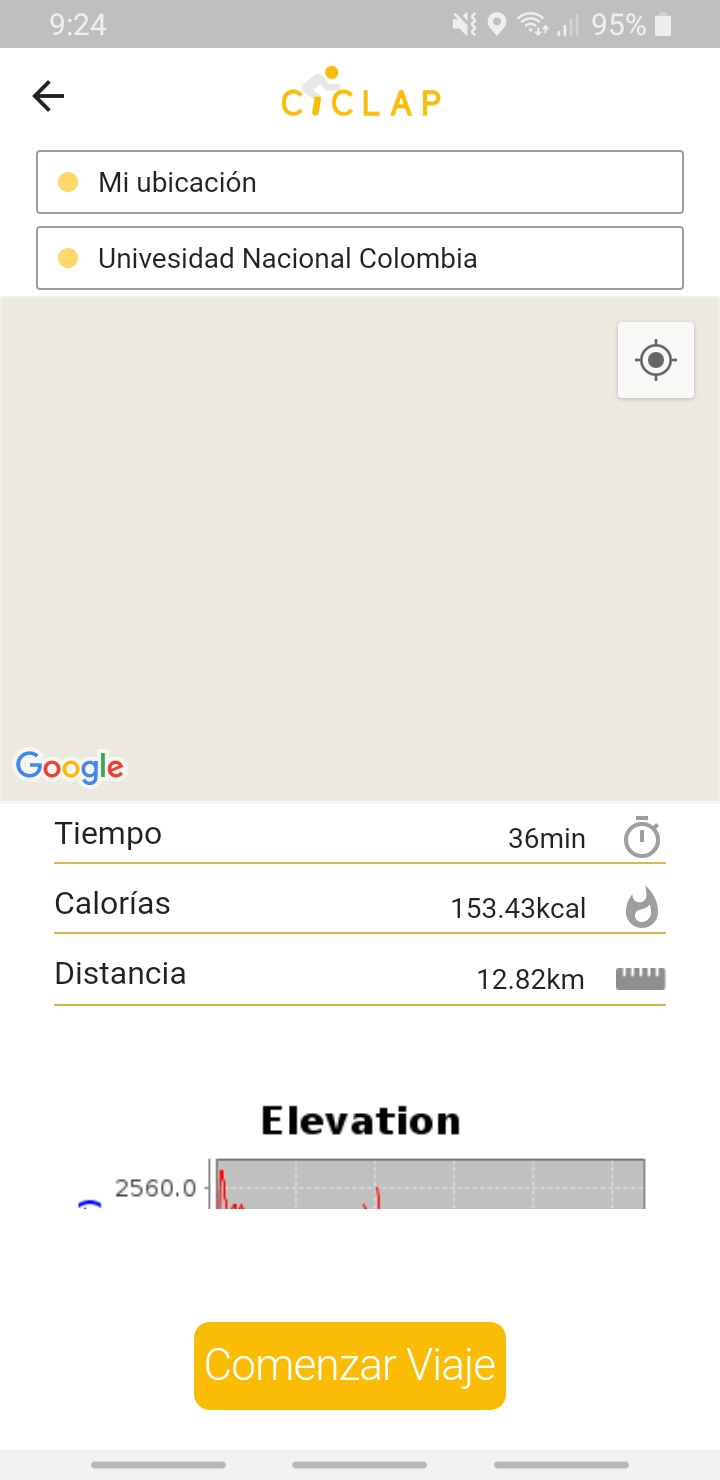 9:24 95%
CiCLAP
Mi ubicación
Univesidad Nacional Colombia
Google
Tiempo 36min
Calorías 153.43kcal
Distancia 12.82km
Elevation
2560.0
Comenzar Viaje